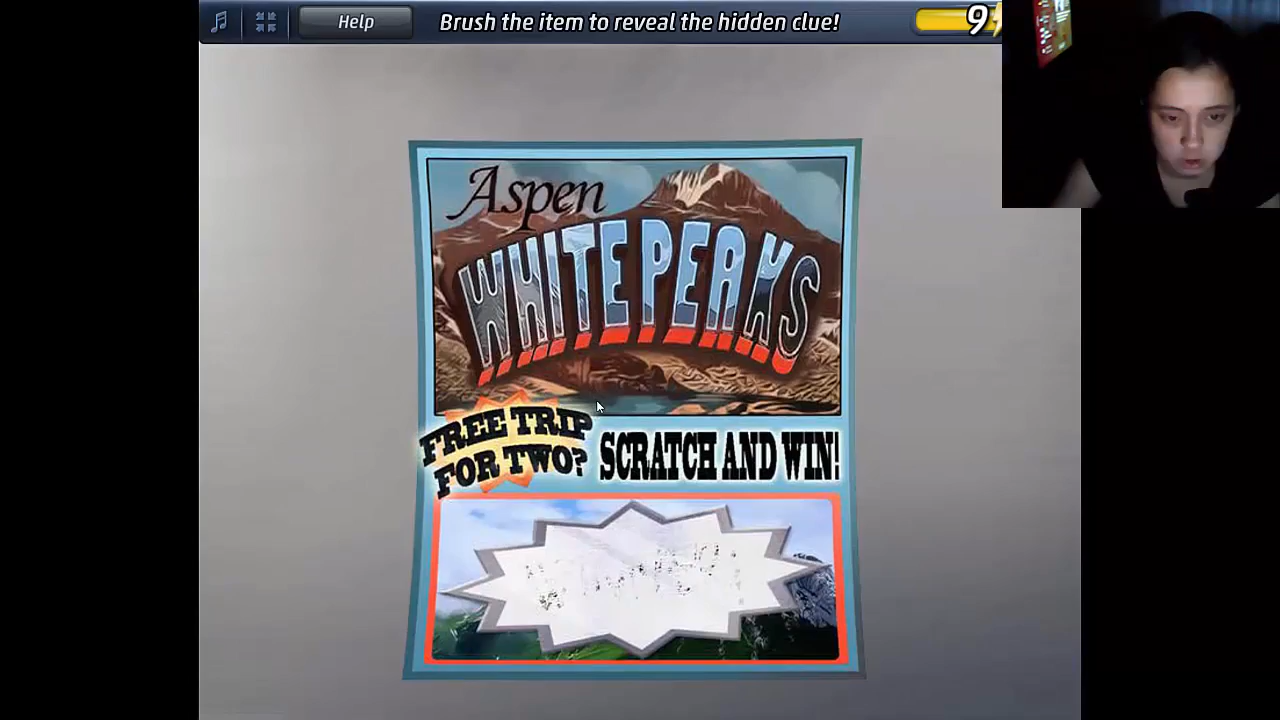 Help
Brush the item to reveal the hidden clue!
9
Aspen
WHITE PEAKS
FREE TRIP
FOR TWO?
SCRATCH AND WIN!